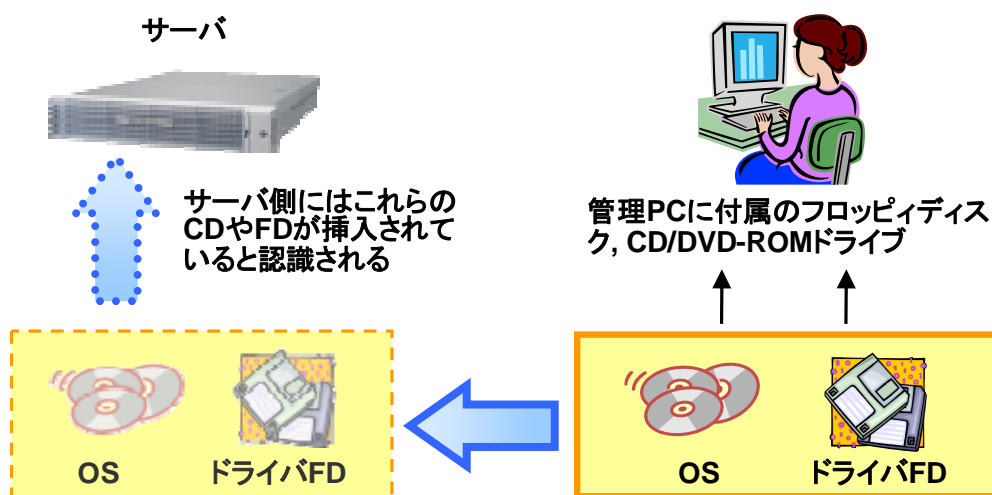 サーバ
サーバ側にはこれらの
CDやFDが挿入されて
いると認識される
管理PCに付属のフロッピィディス
ク, CD/DVD-ROMドライブ
OS
ドライバFD
OS
ドライバFD